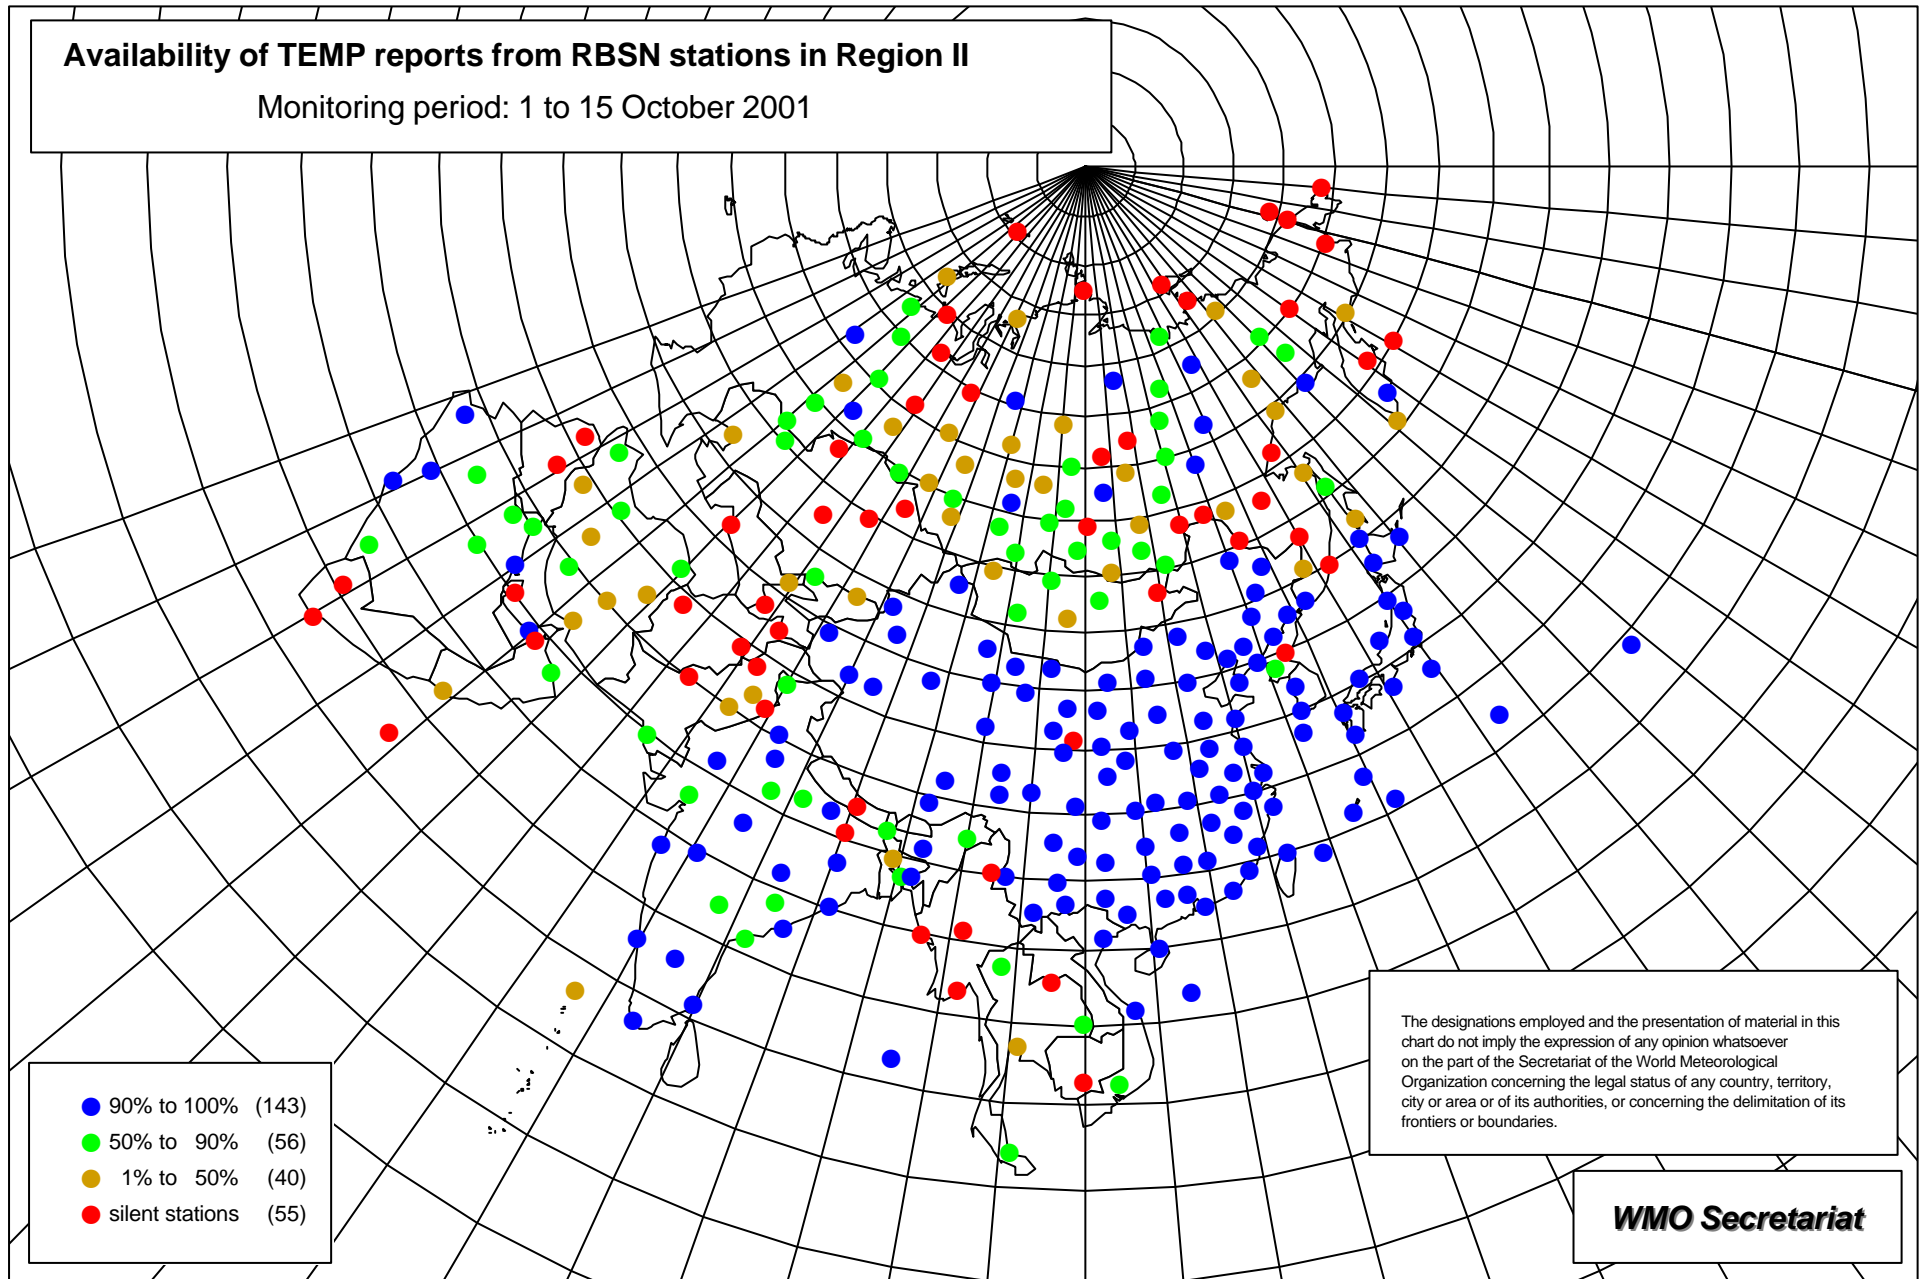 Availability of TEMP reports from RBSN stations in Region II
Monitoring period: 1 to 15 October 2001
The designations employed and the presentation of material in this
chart do not imply the expression of any opinion whatsoever
on the part of the Secretariat of the World Meteorological
Organization concerning the legal status of any country, territory,
city or area or of its authorities, or concerning the delimitation of its
frontiers or boundaries.
90% to 100% (143)
50% to 90% (56)
1% to 50% (40)
silent stations (55)
WMO Secretariat